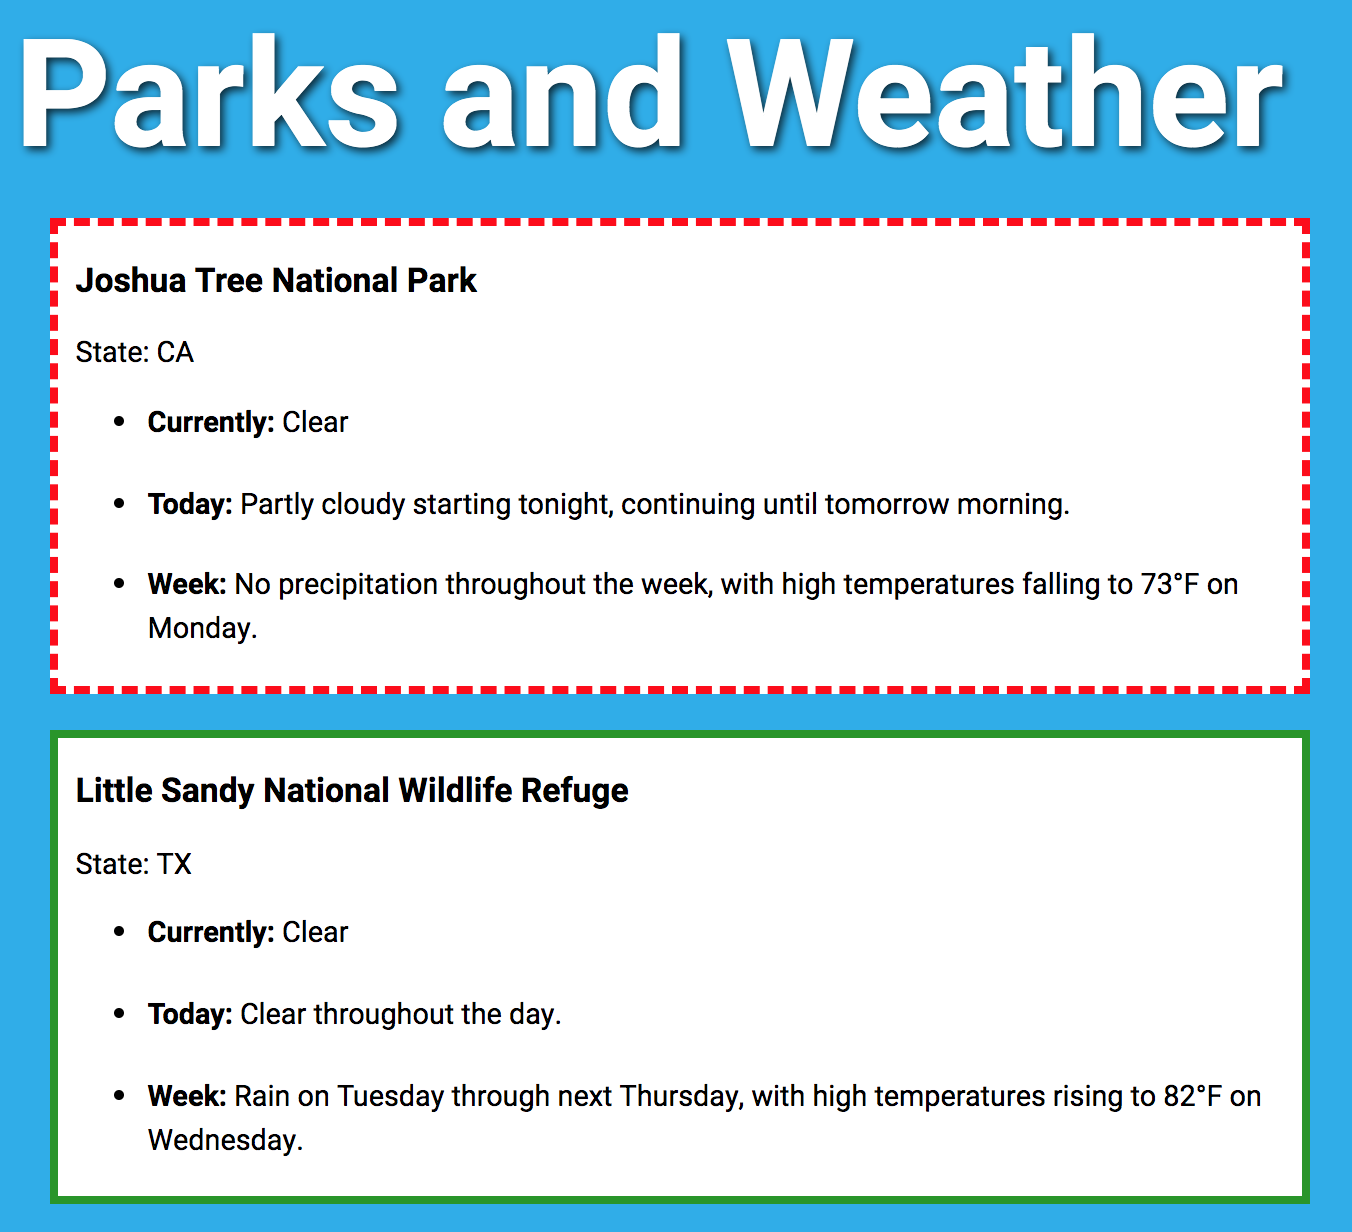 Parks and Weather
Joshua Tree National Park
State: CA
• Currently: Clear
• Today: Partly cloudy starting tonight, continuing until tomorrow morning.
• Week: No precipitation throughout the week, with high temperatures falling to 73°F on
Monday.
Little Sandy National Wildlife Refuge
State: TX
• Currently: Clear
• Today: Clear throughout the day.
• Week: Rain on Tuesday through next Thursday, with high temperatures rising to 82°F on
Wednesday.